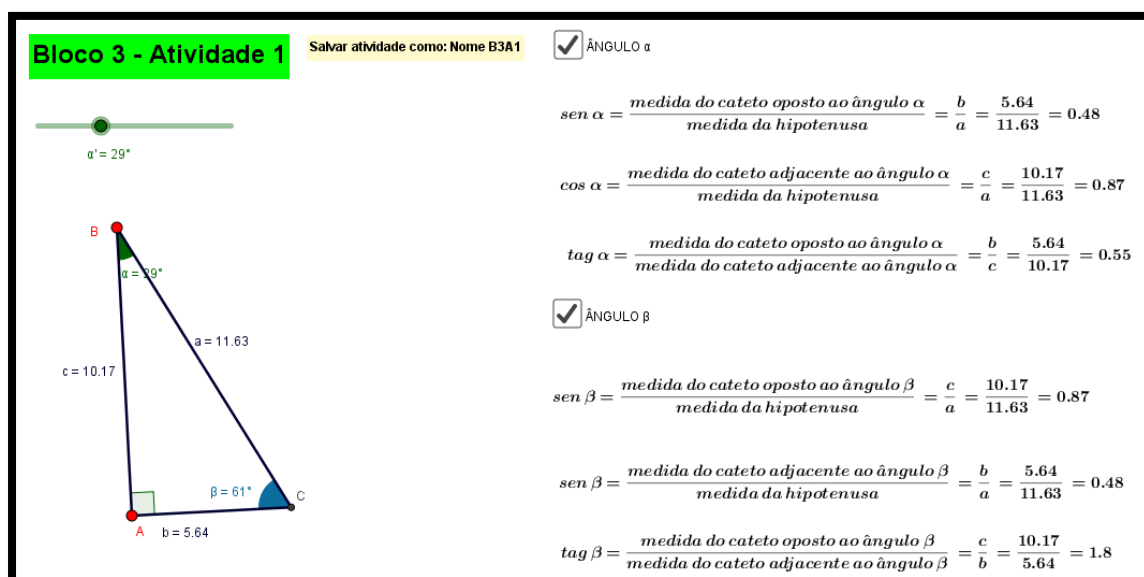 Bloco 3 - Atividade 1
Salvar atividade como: Nome B3A1
α' = 29°
B
α = 29°
a = 11.63
c = 10.17
β = 61°
C
A
b = 5.64
ÂNGULO α
sen α = medida do cateto oposto ao ângulo α / medida da hipotenusa = b / a = 5.64 / 11.63 = 0.48
cos α = medida do cateto adjacente ao ângulo α / medida da hipotenusa = c / a = 10.17 / 11.63 = 0.87
tag α = medida do cateto oposto ao ângulo α / medida do cateto adjacente ao ângulo α = b / c = 5.64 / 10.17 = 0.55
ÂNGULO β
sen β = medida do cateto oposto ao ângulo β / medida da hipotenusa = c / a = 10.17 / 11.63 = 0.87
sen β = medida do cateto adjacente ao ângulo β / medida da hipotenusa = b / a = 5.64 / 11.63 = 0.48
tag β = medida do cateto oposto ao ângulo β / medida do cateto adjacente ao ângulo β = c / b = 10.17 / 5.64 = 1.8